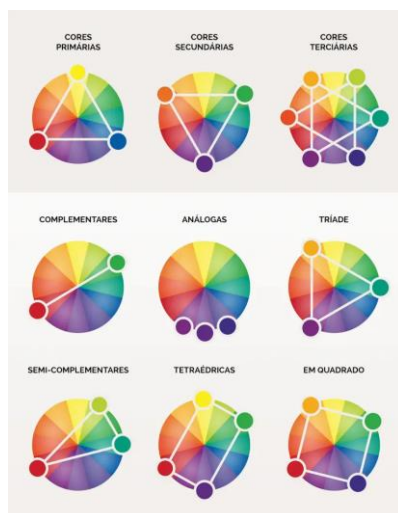 CORES
PRIMÁRIAS
CORES
SECUNDÁRIAS
CORES
TERCIÁRIAS
COMPLEMENTARES
ANÁLOGAS
TRÍADE
SEMI-COMPLEMENTARES
TETRAÉDRICAS
EM QUADRADO